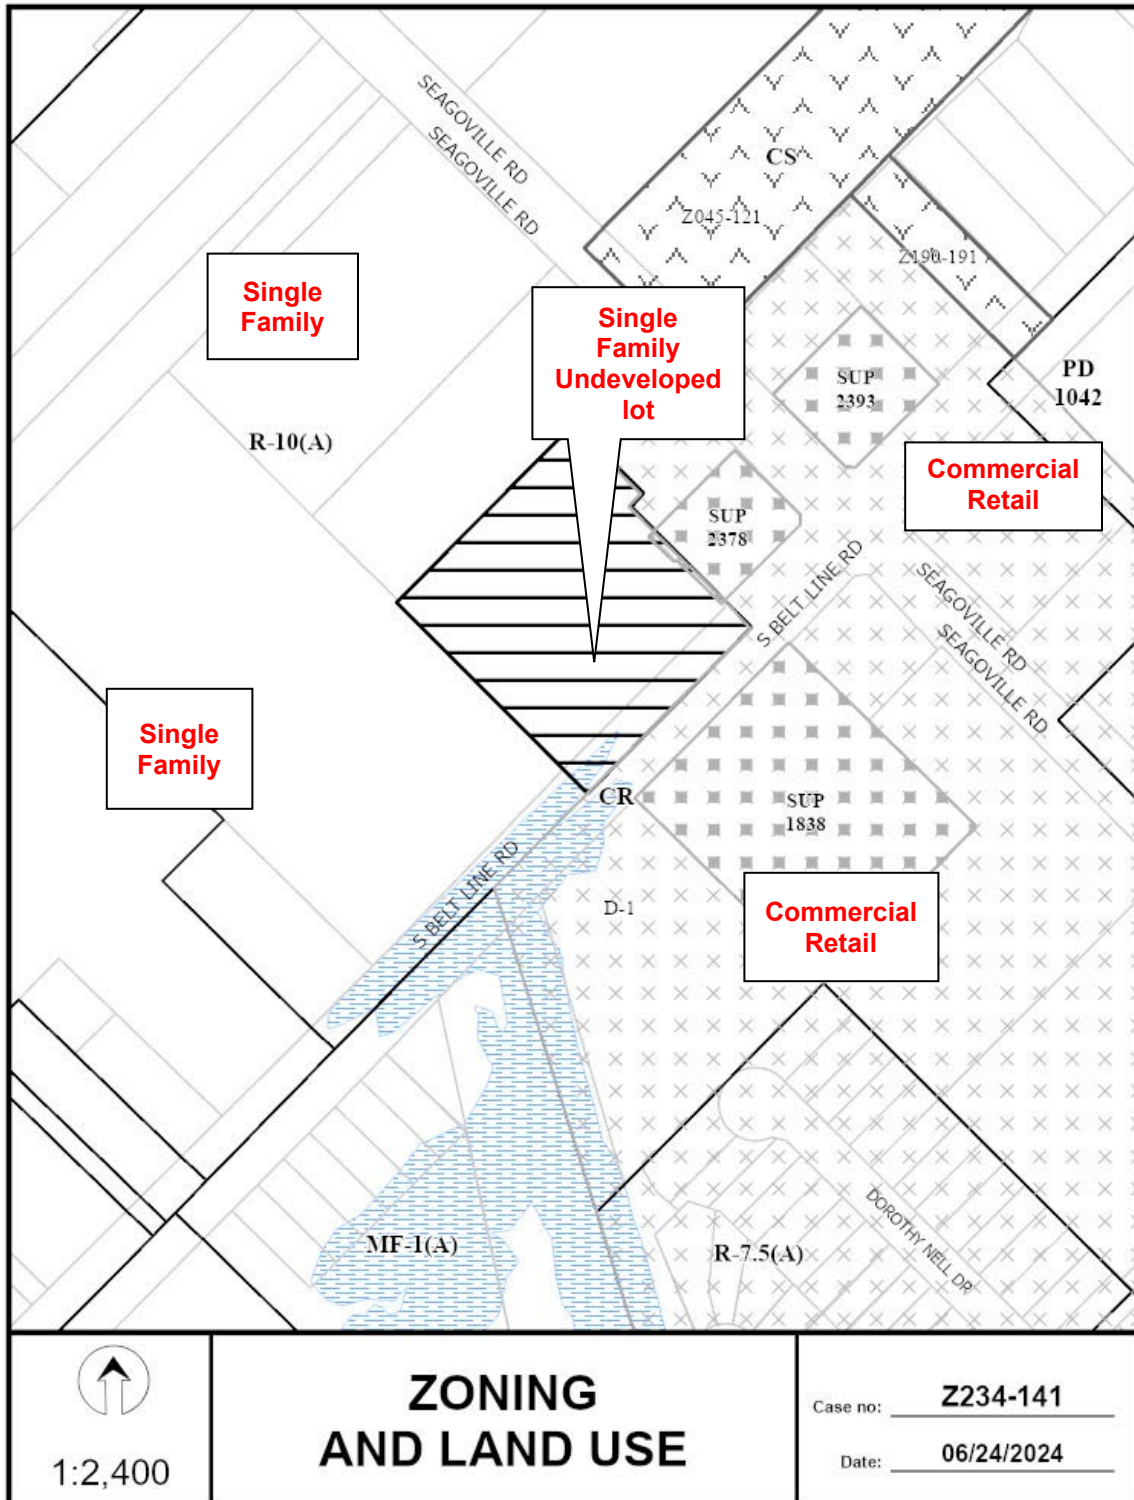 SEAGOVILLE RD
SEAGOVILLE RD
CS
Z045-121
Z190-191
Single
Family
Single
Family
Undeveloped
lot
SUP
2393
PD
1042
R-10(A)
Commercial
Retail
SUP
2378
S BELT LINE RD
SEAGOVILLE RD
SEAGOVILLE RD
Single
Family
CR
SUP
1838
S BELT LINE RD
D-1
Commercial
Retail
DOROTHY NELL DR
MF-1(A)
R-7.5(A)
1:2,400
ZONING
AND LAND USE
Case no: Z234-141
Date: 06/24/2024